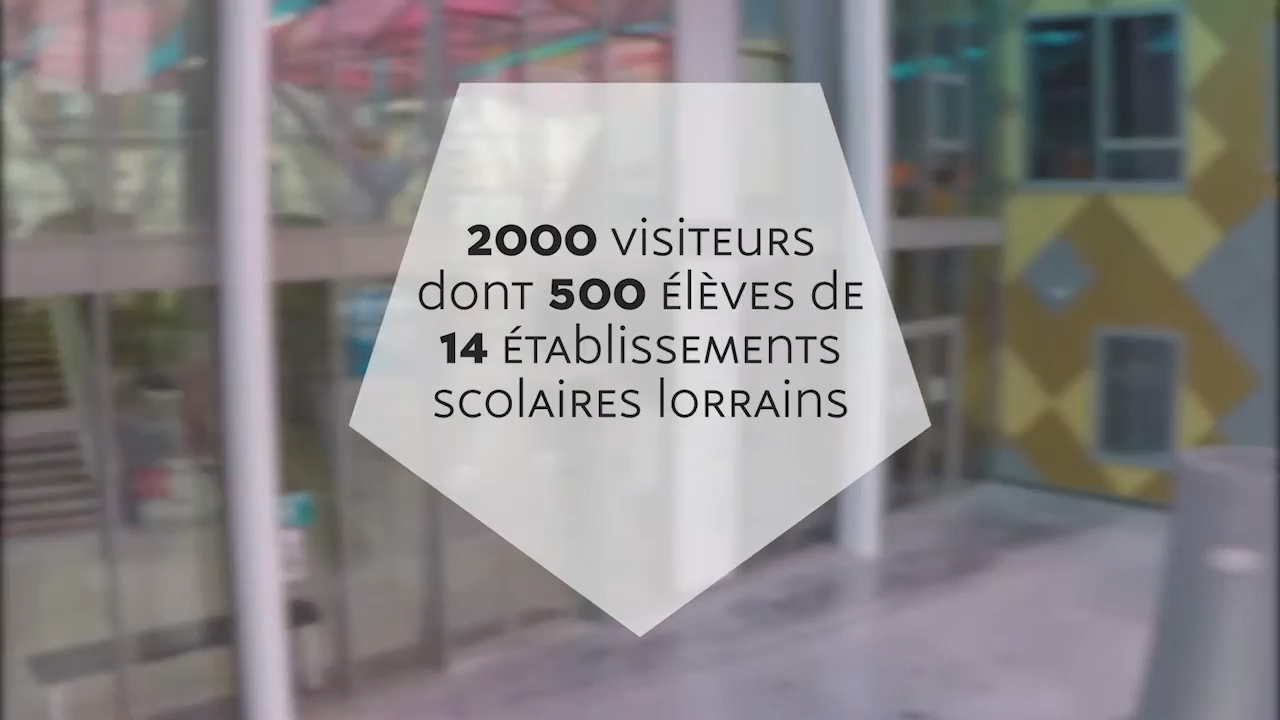 2000 visiteurs
dont 500 élèves de
14 établissements
scolaires lorrains